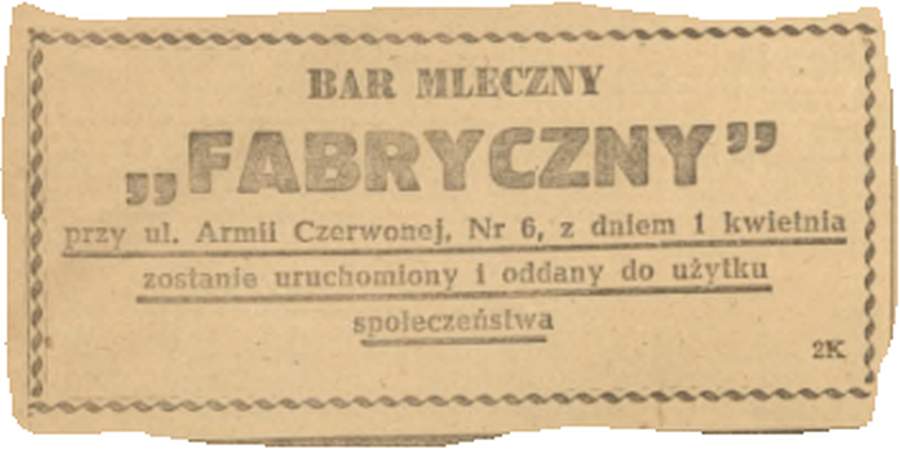 BAR MLECZNY
„FABRYCZNY”
przy ul. Armii Czerwonej, Nr 6, z dniem 1 kwietnia
zostanie uruchomiony i oddany do użytku
społeczeństwa
2K